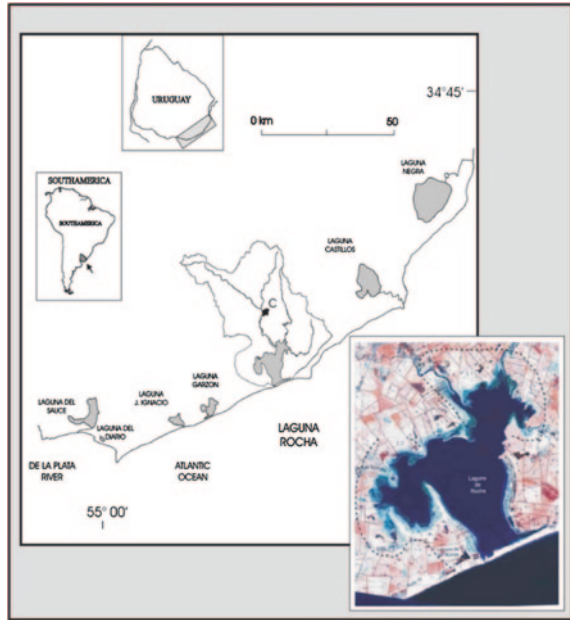 URUGUAY
34°45'
0 km 50
LAGUNA
NEGRA
SOUTHAMERICA
SOUTHAMERICA
LAGUNA
CASTILLOS
C
LAGUNA
GARZON
LAGUNA
J. IGNACIO
LAGUNA DEL
SAUCE
LAGUNA DEL
DIARIO
LAGUNA
ROCHA
DE LA PLATA
RIVER
ATLANTIC
OCEAN
55° 00'
Laguna
de
Rocha